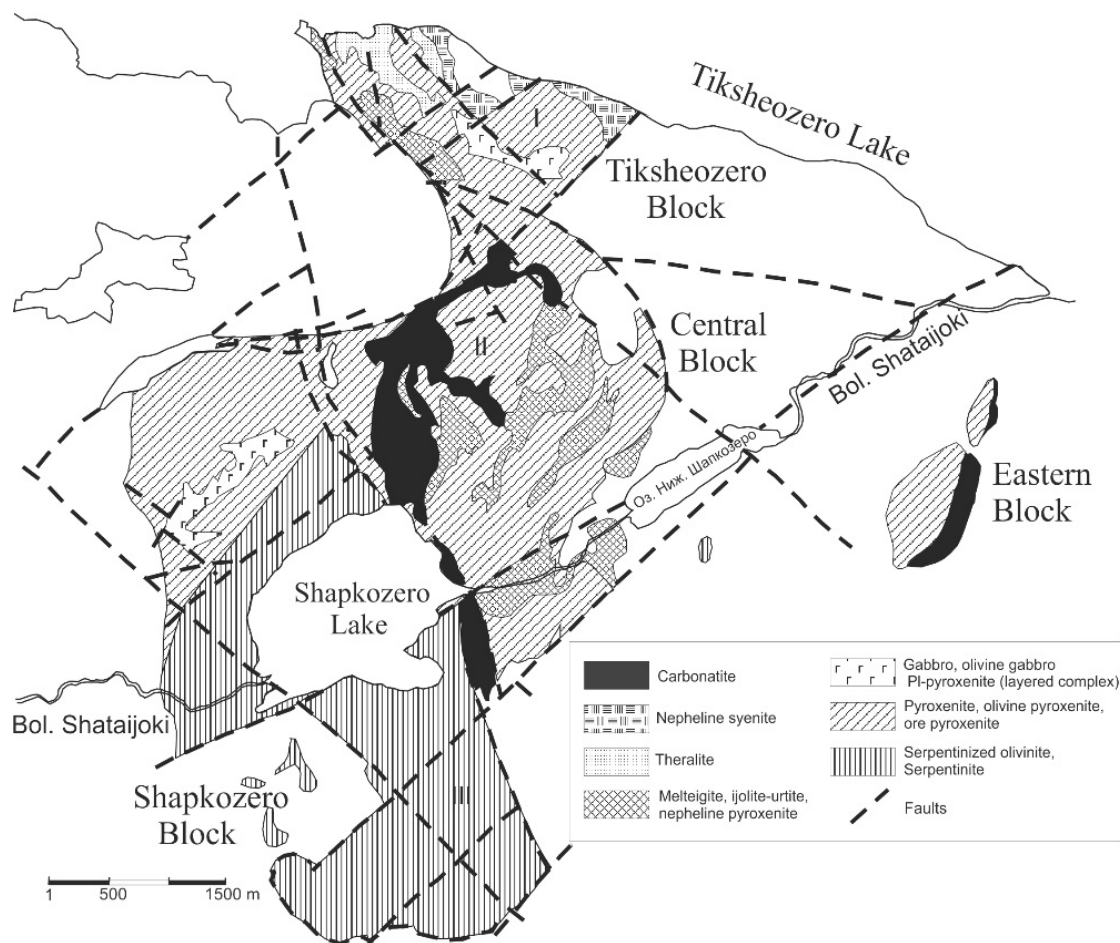 Tiksheozero Lake
I
Tiksheozero
Block
Central
Block
II
Bol. Shataijoki
Оз. Ниж. Шапкозеро
Eastern
Block
Shapkozero
Lake
Bol. Shataijoki
Shapkozero
Block
III
1 500 1500 m
Carbonatite
Nepheline syenite
Theralite
Melteigite, ijolite-urtite,
nepheline pyroxenite
Gabbro, olivine gabbro
Pl-pyroxenite (layered complex)
Pyroxenite, olivine pyroxenite,
ore pyroxenite
Serpentinized olivinite,
Serpentinite
Faults